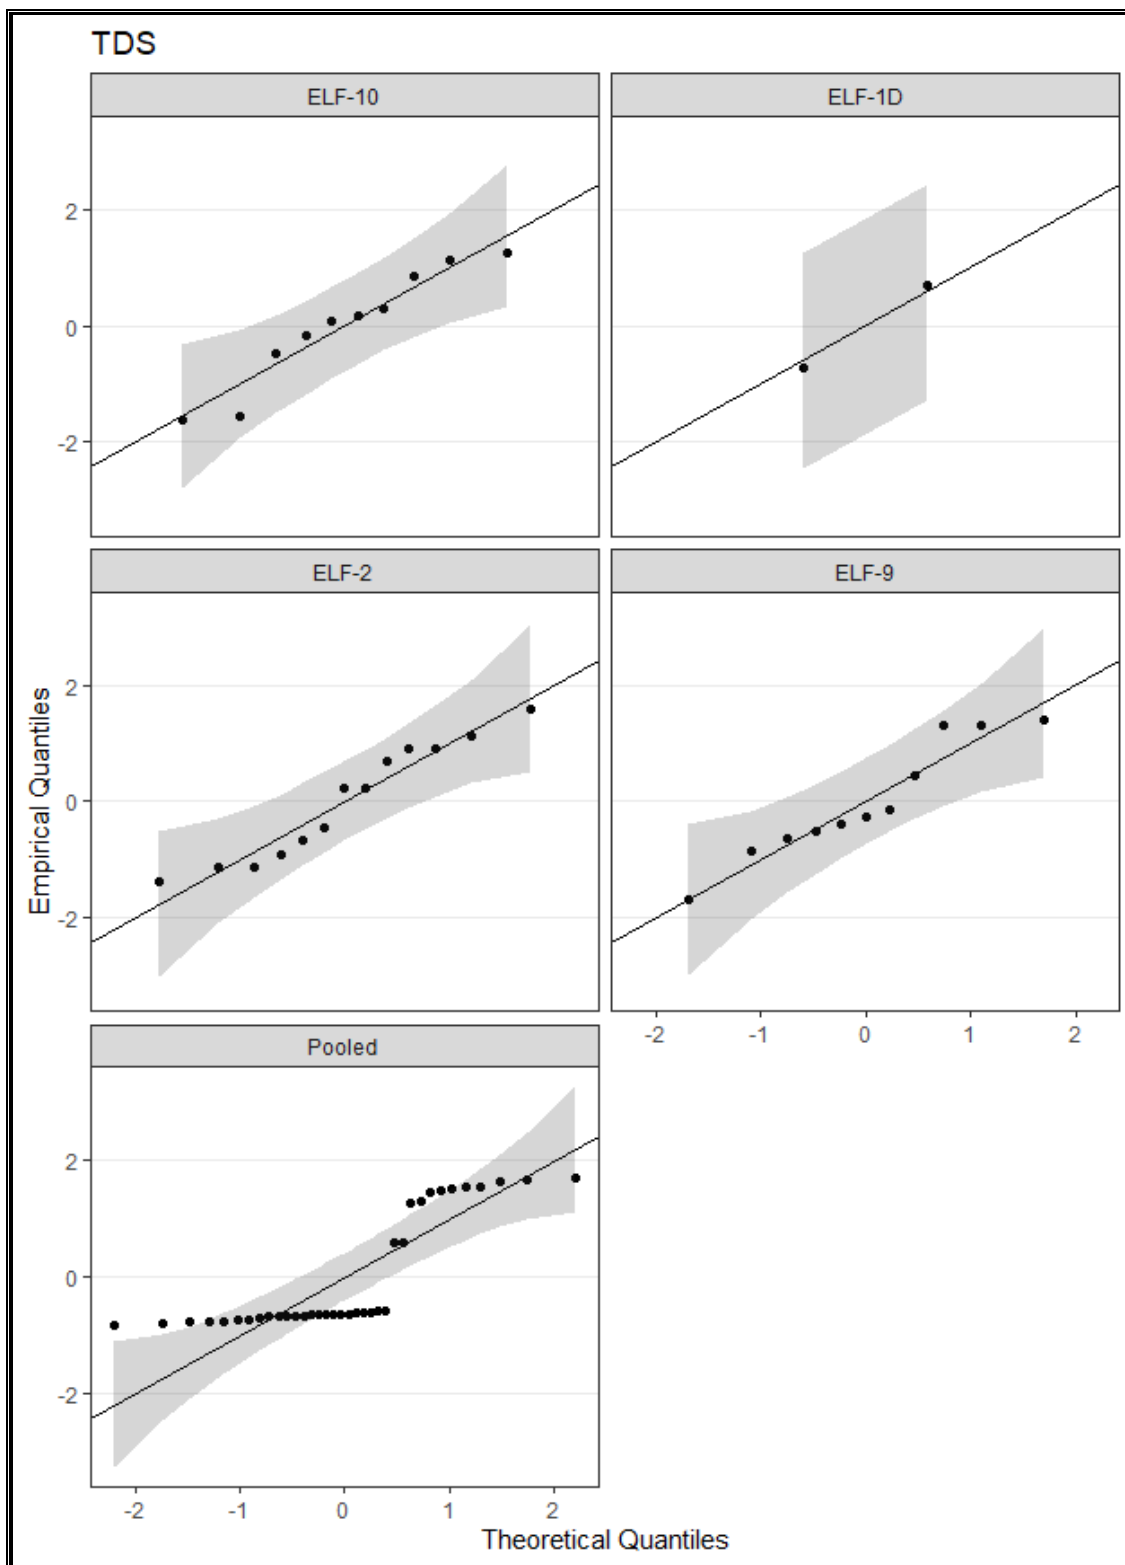 TDS
ELF-10
ELF-1D
2
0
-2
ELF-2
ELF-9
2
0
-2
Empirical Quantiles
-2 -1 0 1 2
Pooled
2
0
-2
-2 -1 0 1 2
Theoretical Quantiles